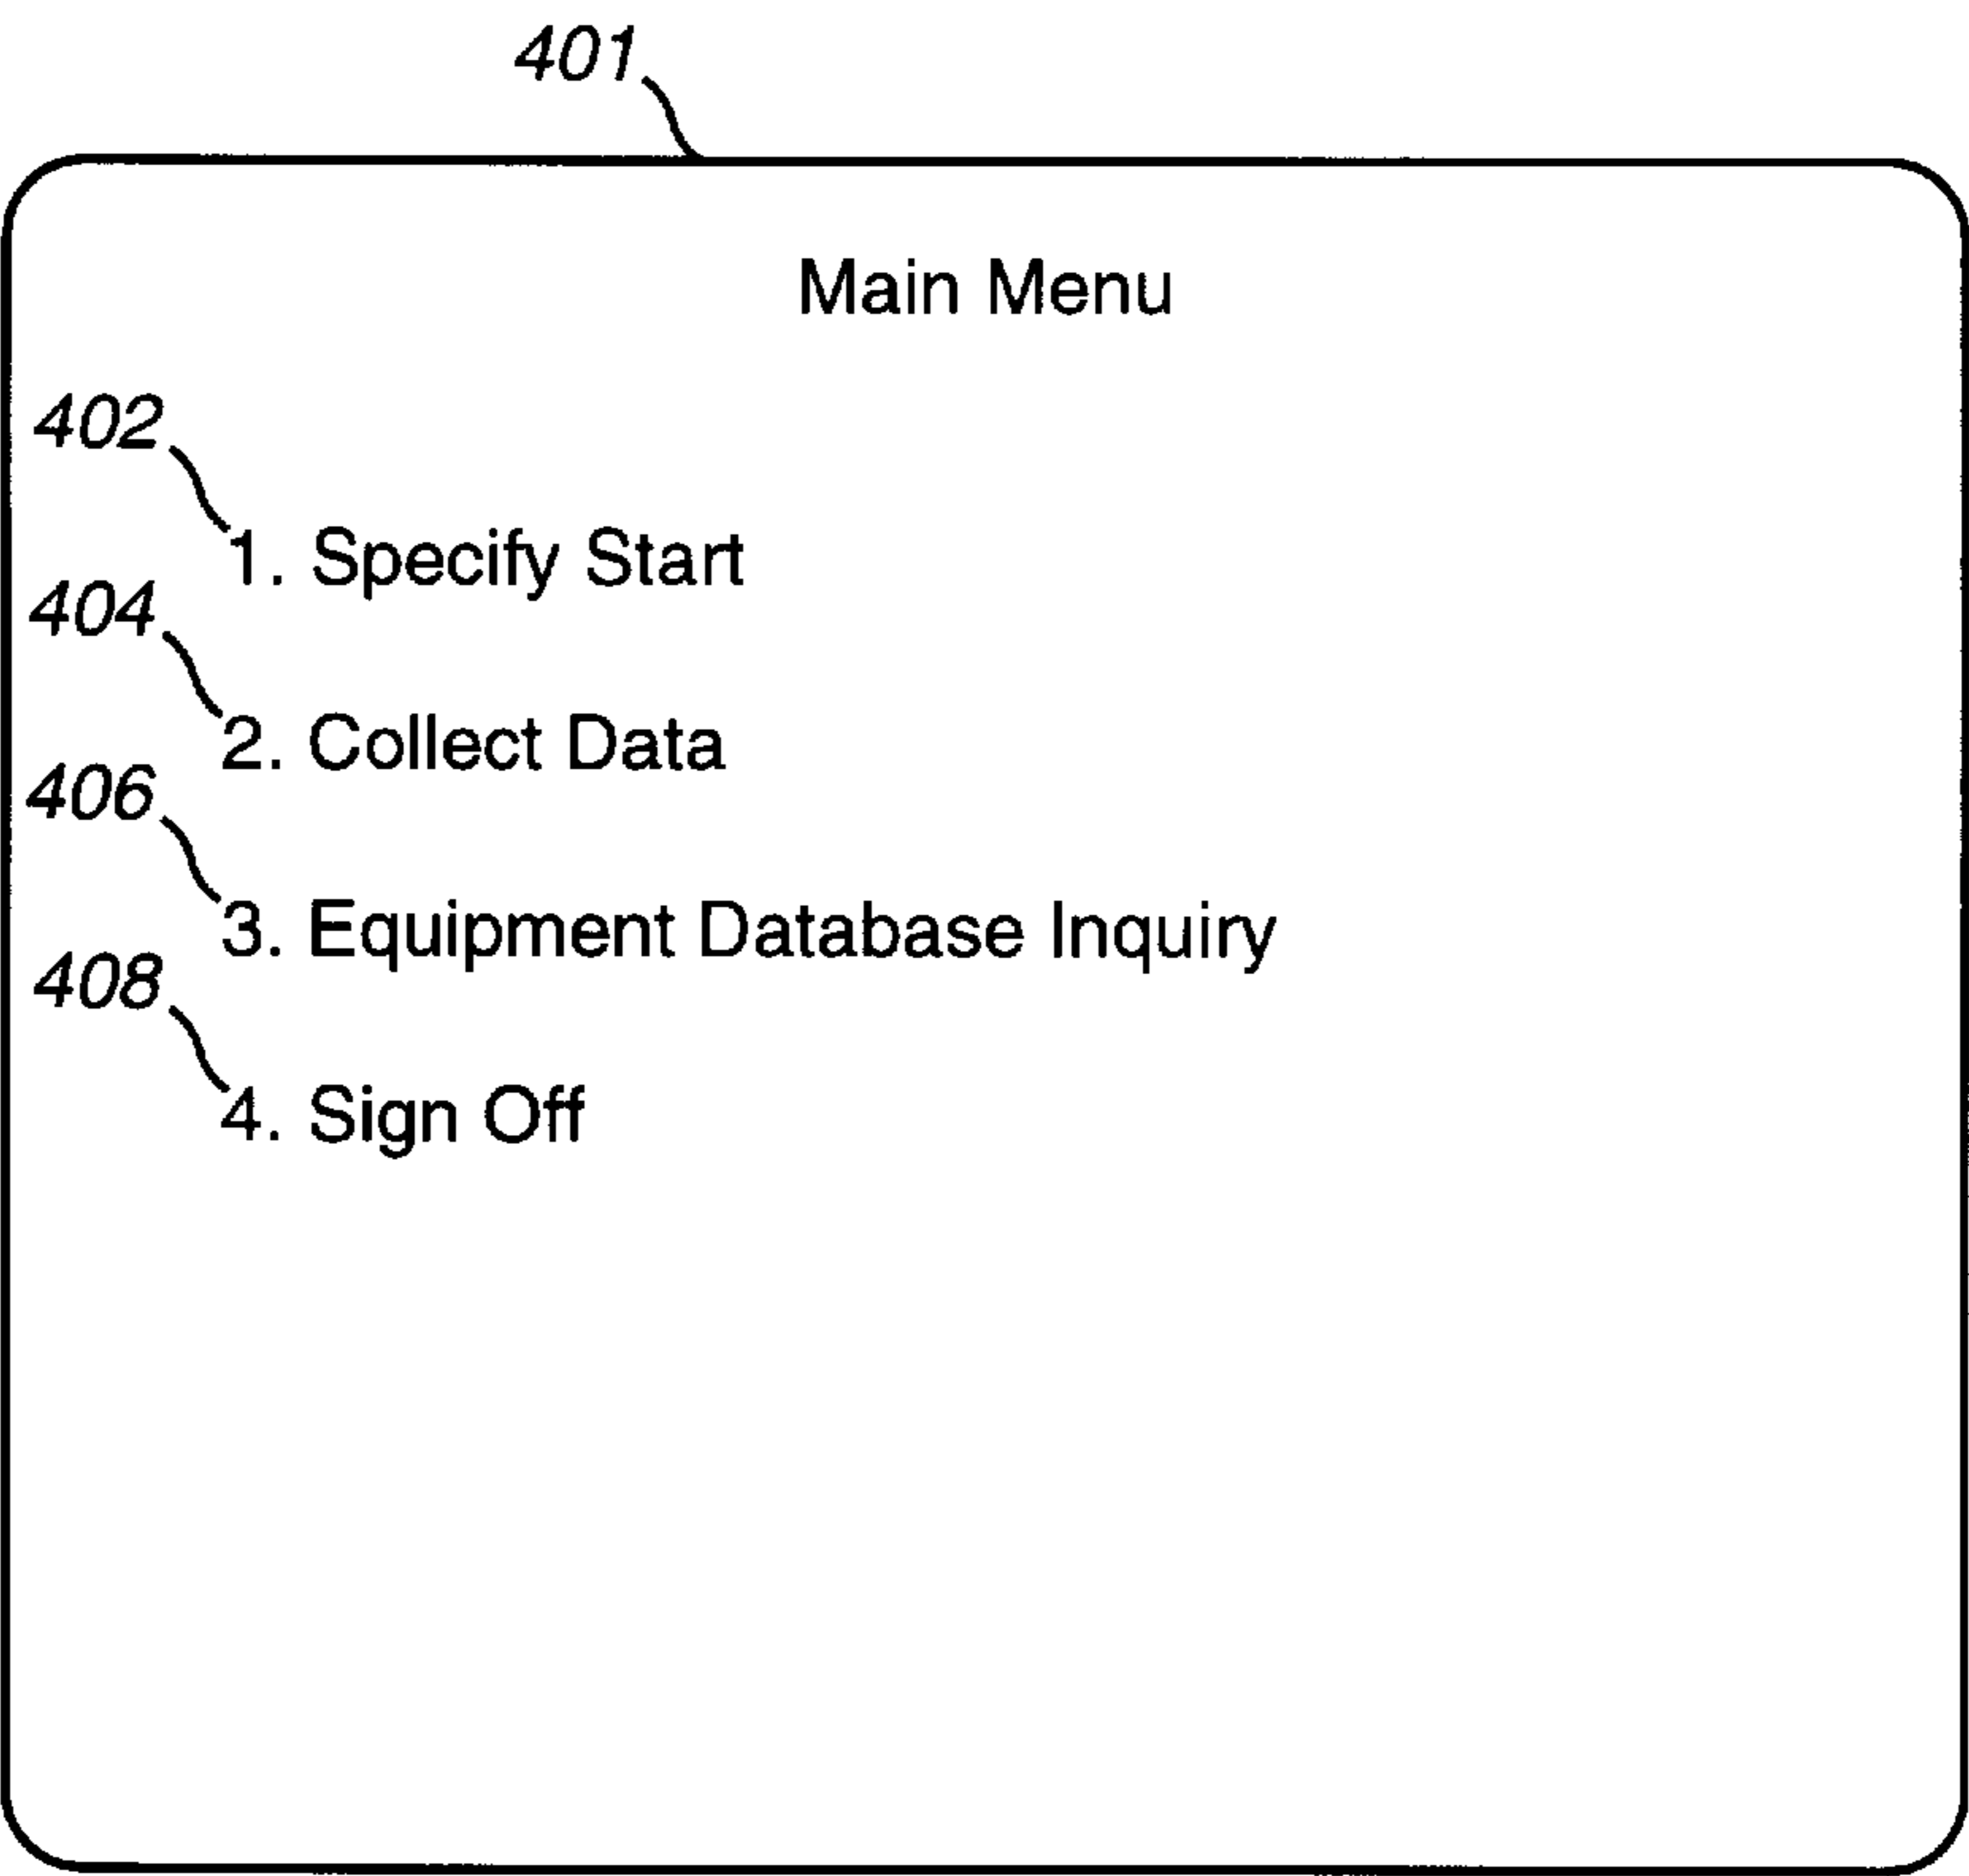 401
Main Menu
402
1. Specify Start
404
2. Collect Data
406
3. Equipment Database Inquiry
408
4. Sign Off